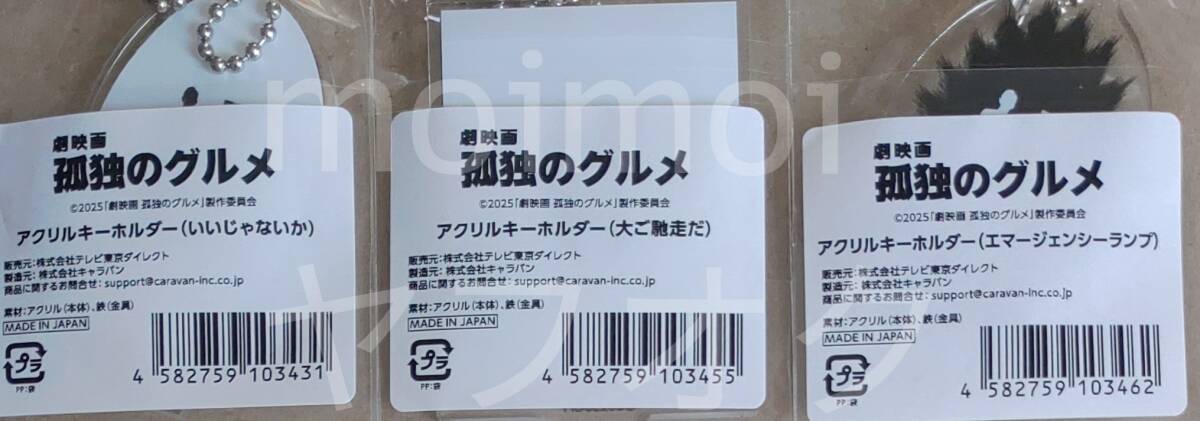 劇映画
孤独のグルメ
©2025「劇映画 孤独のグルメ」製作委員会
アクリルキーホルダー(いいじゃないか)
販売元:株式会社テレビ東京ダイレクト
製造元:株式会社キャラバン
商品に関するお問合せ:support@caravan-inc.co.jp
素材:アクリル(本体)、鉄(金具)
MADE IN JAPAN
プラ
PP:袋
4 582759 103431
劇映画
孤独のグルメ
©2025「劇映画 孤独のグルメ」製作委員会
アクリルキーホルダー(大ご馳走だ)
販売元:株式会社テレビ東京ダイレクト
製造元:株式会社キャラバン
商品に関するお問合せ:support@caravan-inc.co.jp
素材:アクリル(本体)、鉄(金具)
MADE IN JAPAN
プラ
PP:袋
4 582759 103455
劇映画
孤独のグルメ
©2025「劇映画 孤独のグルメ」製作委員会
アクリルキーホルダー(エマージェンシーランプ)
販売元:株式会社テレビ東京ダイレクト
製造元:株式会社キャラバン
商品に関するお問合せ:support@caravan-inc.co.jp
素材:アクリル(本体)、鉄(金具)
MADE IN JAPAN
プラ
PP:袋
4 582759 103462
moimoi
ヤフオク